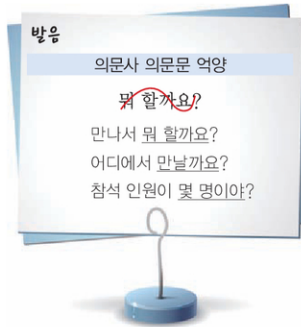 발음
의문사 의문문 억양
뭐 할까요?
만나서 뭐 할까요?
어디에서 만날까요?
참석 인원이 몇 명이야?